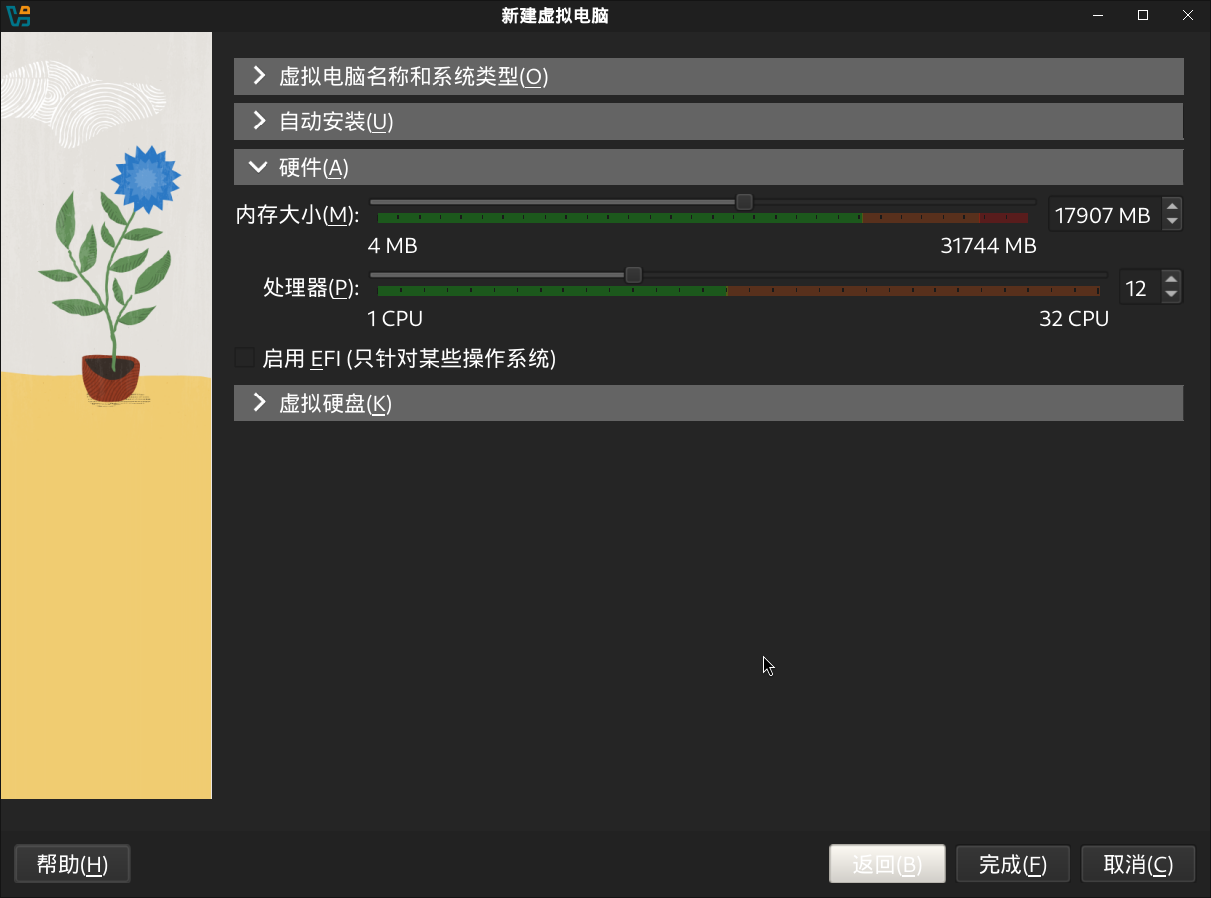 新建虚拟电脑
虚拟电脑名称和系统类型(O)
自动安装(U)
硬件(A)
内存大小(M): 17907 MB
4 MB 31744 MB
处理器(P): 12
1 CPU 32 CPU
启用 EFI (只针对某些操作系统)
虚拟硬盘(K)
帮助(H) 返回(B) 完成(F) 取消(C)